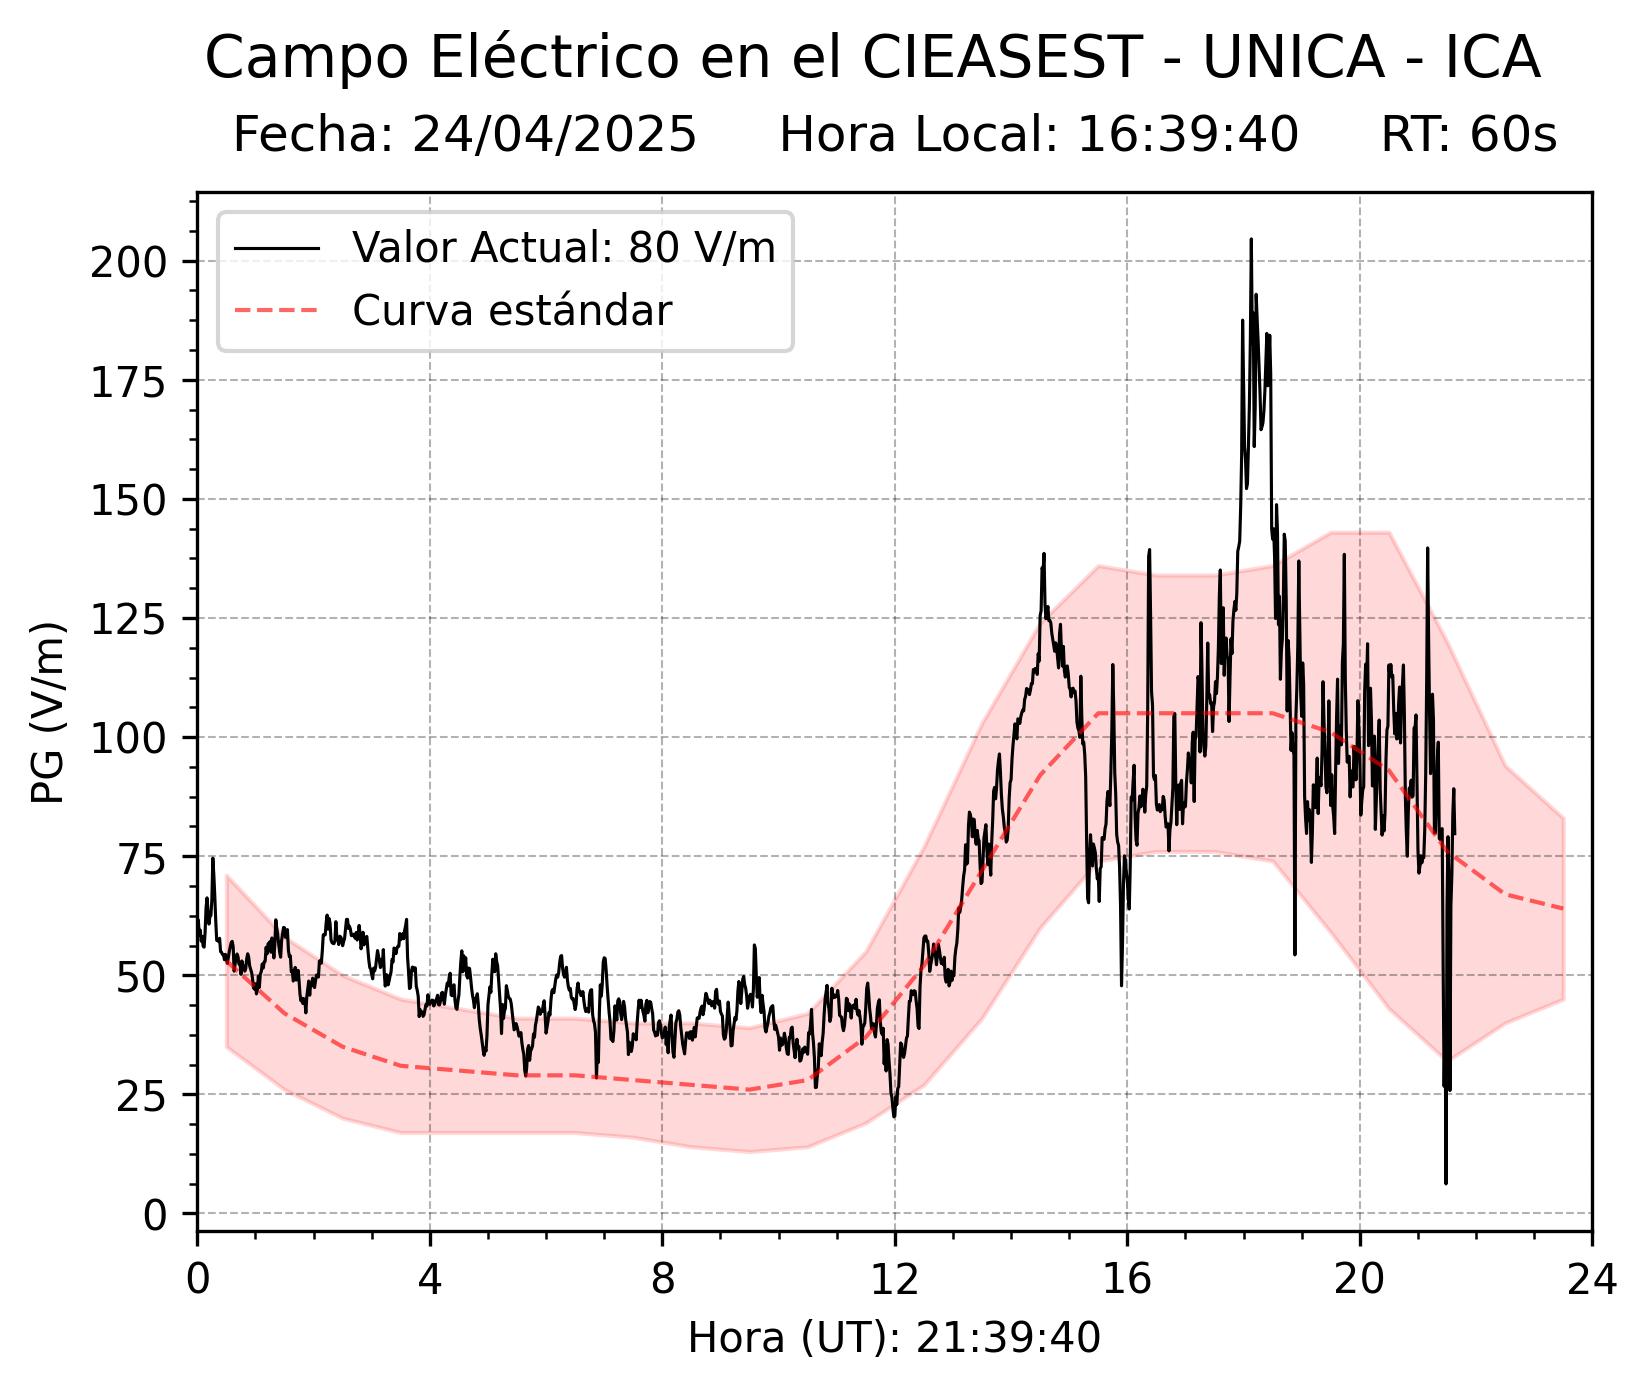 Campo Eléctrico en el CIEASEST - UNICA - ICA
Fecha: 24/04/2025 Hora Local: 16:39:40 RT: 60s
Valor Actual: 80 V/m
Curva estándar
PG (V/m)
200
175
150
125
100
75
50
25
0
0 4 8 12 16 20 24
Hora (UT): 21:39:40